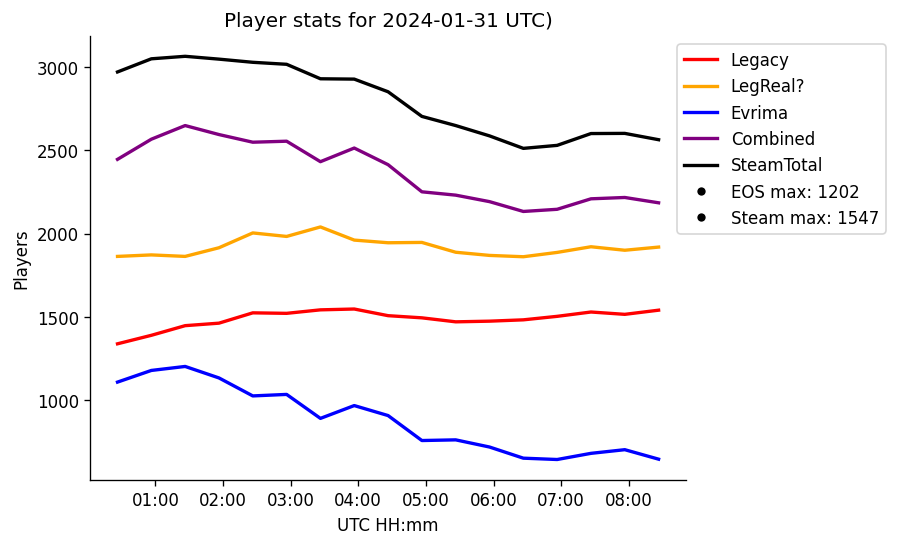 Player stats for 2024-01-31 UTC)
Players
3000
2500
2000
1500
1000
01:00 02:00 03:00 04:00 05:00 06:00 07:00 08:00
UTC HH:mm
Legacy
LegReal?
Evrima
Combined
SteamTotal
EOS max: 1202
Steam max: 1547